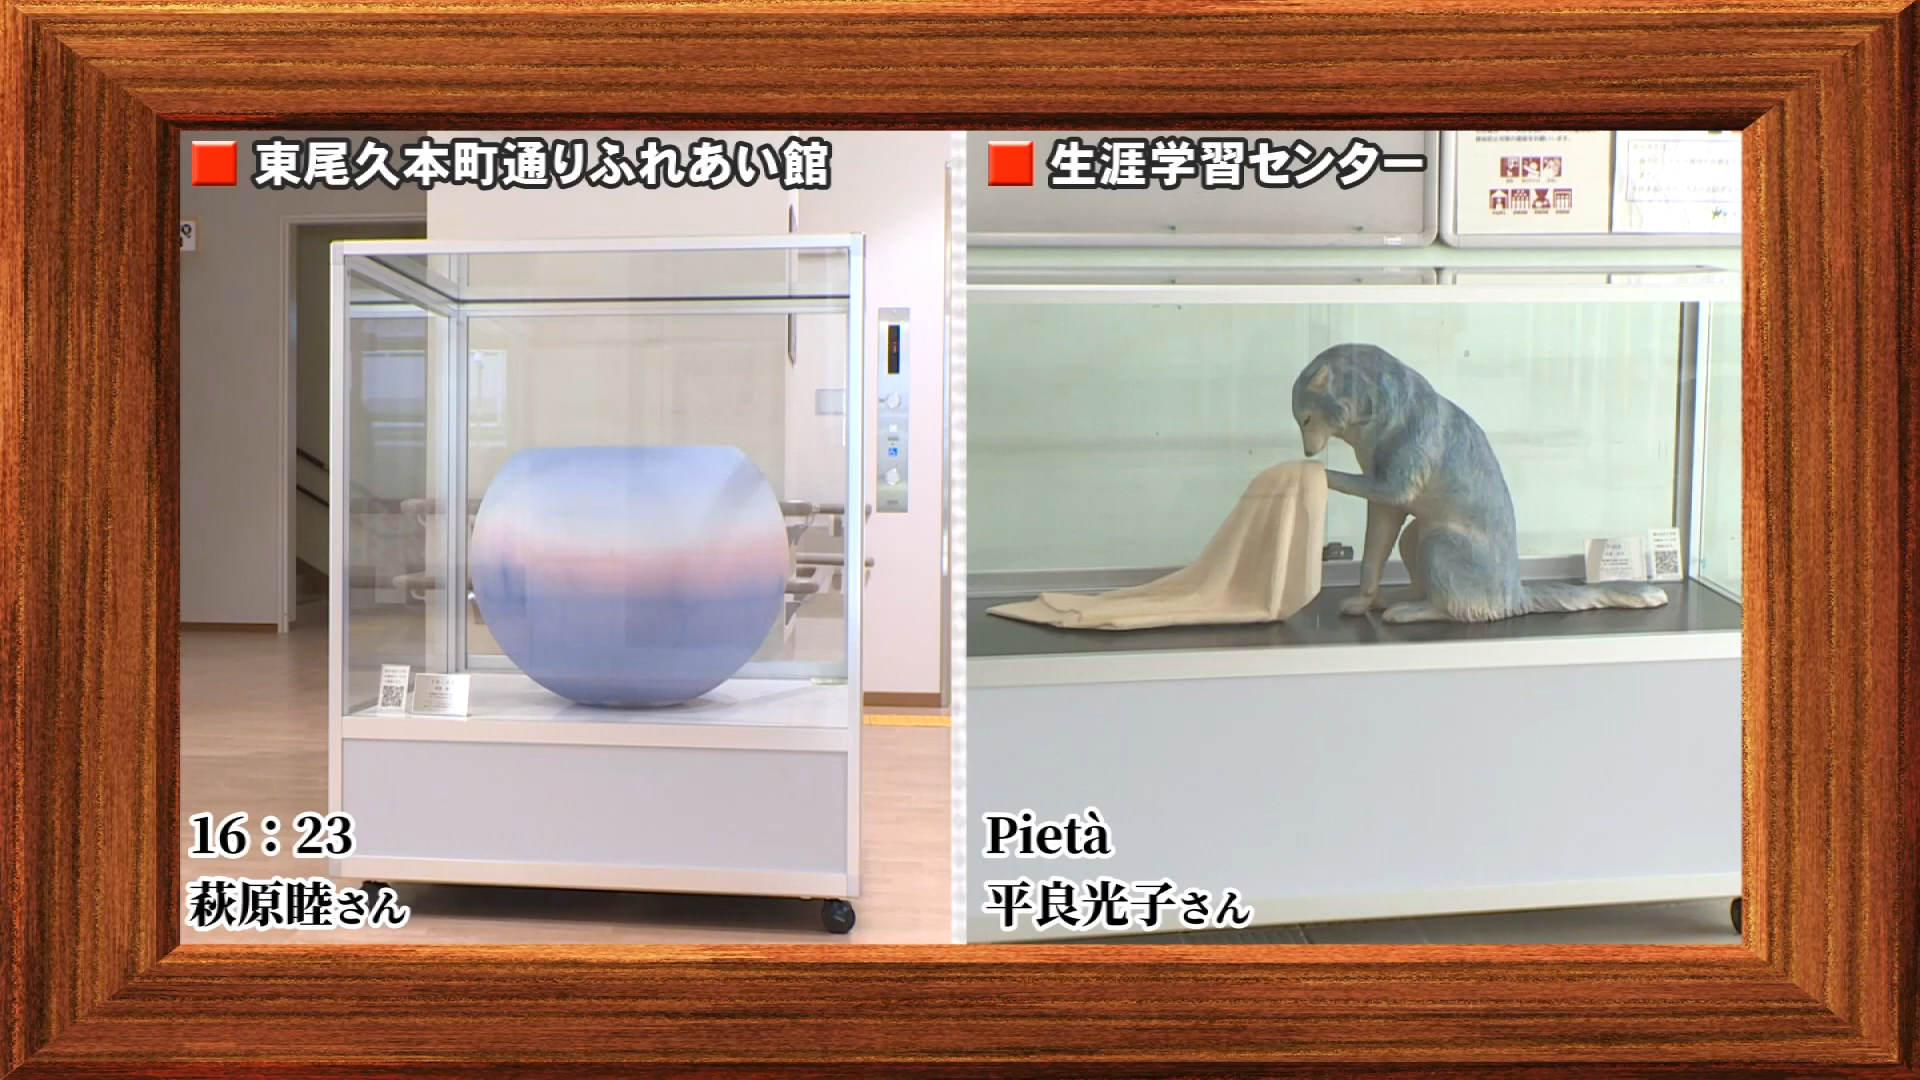 東尾久本町通りふれあい館
16：23
萩原睦さん
生涯学習センター
Pietà
平良光子さん